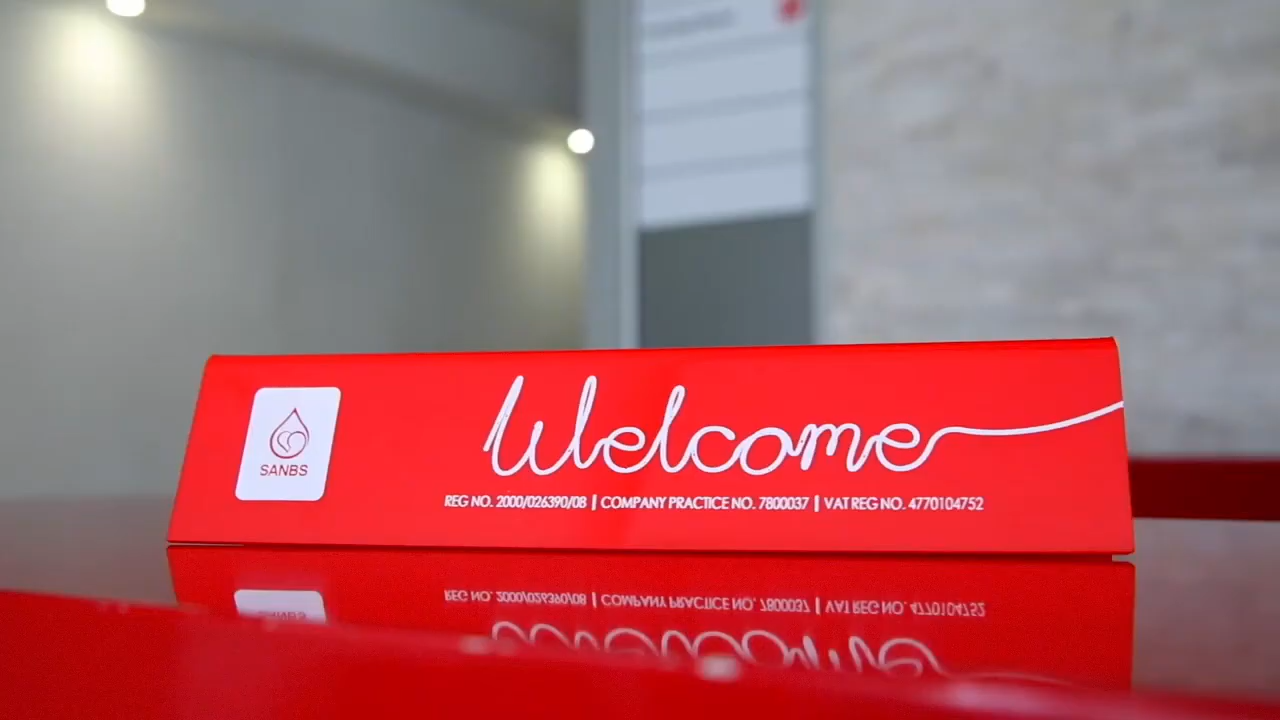 Welcome
SANBS
REG NO. 2000/026390/08 | COMPANY PRACTICE NO. 7800037 | VAT REG NO. 4770104752